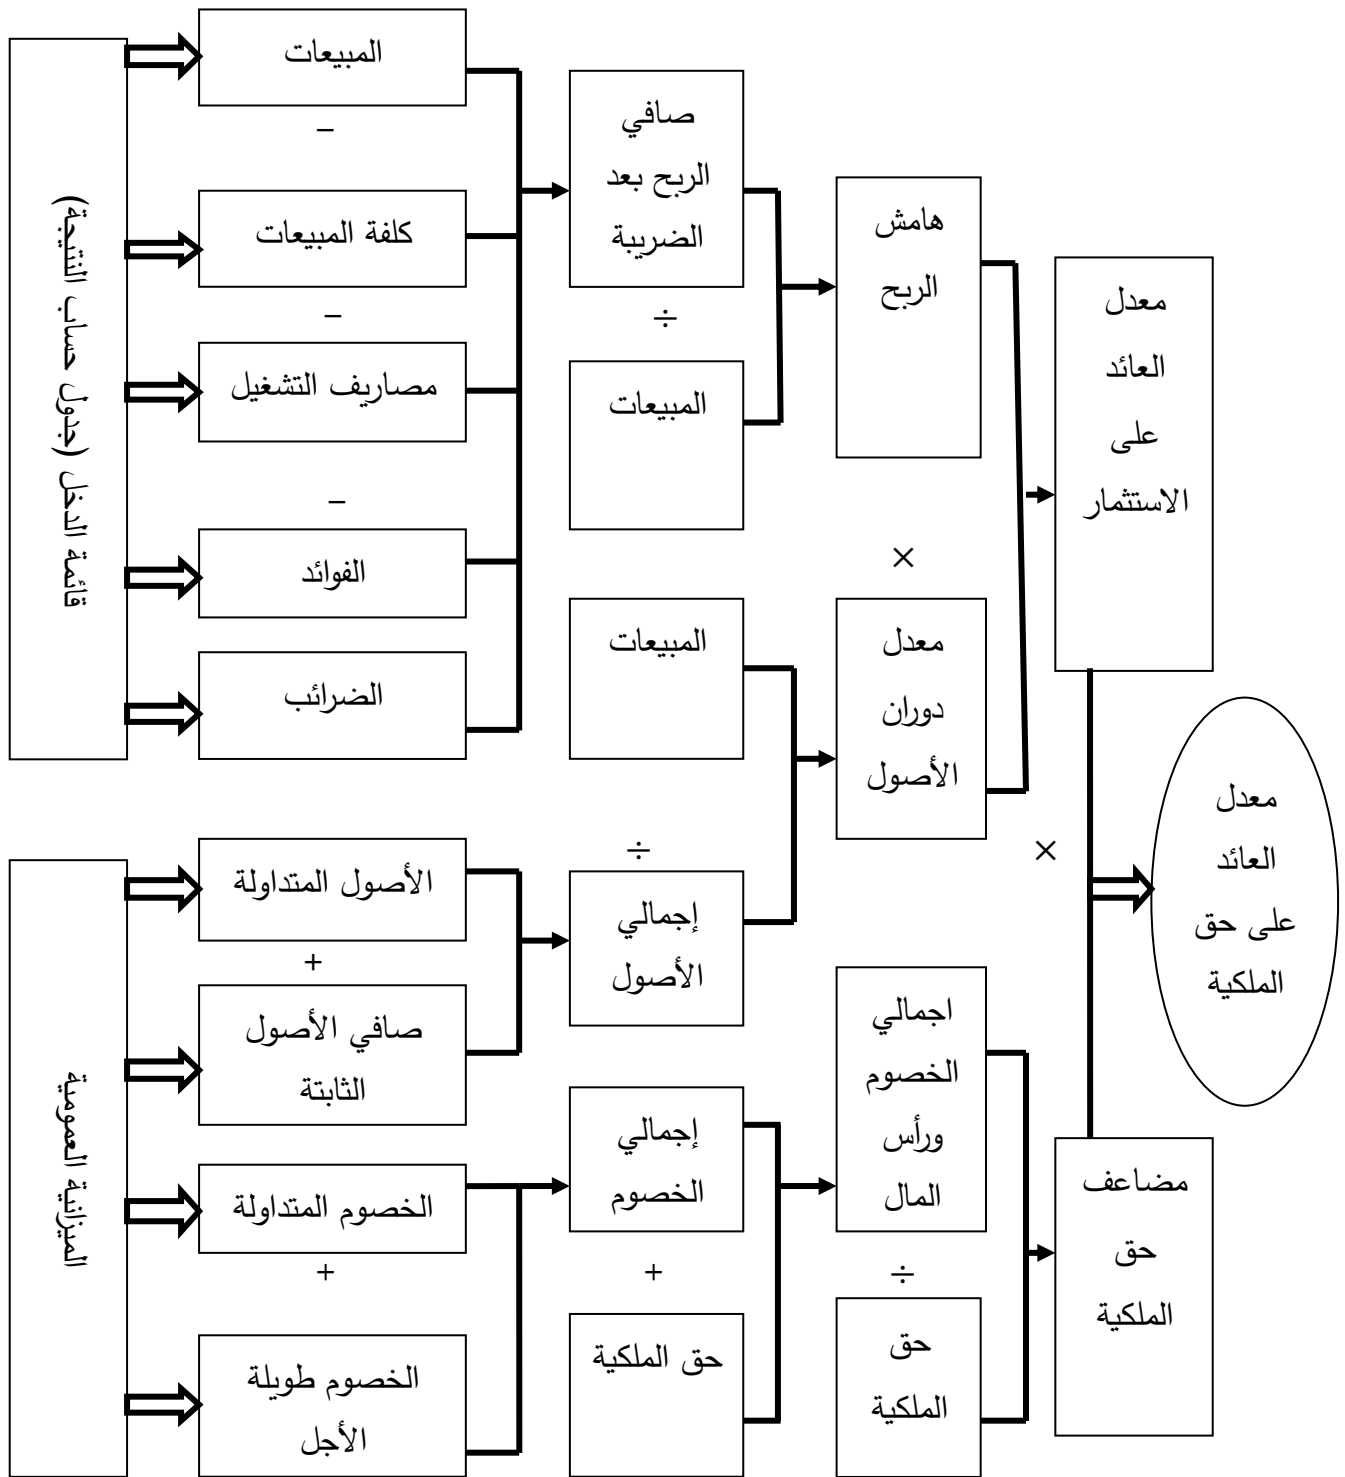 قائمة الدخل (جدول حساب النتيجة)
المبيعات
−
كلفة المبيعات
−
مصاريف التشغيل
−
الفوائد
الضرائب
صافي
الربح بعد
الضريبة
÷
المبيعات
هامش
الربح
×
المبيعات
÷
إجمالي
الأصول
معدل
دوران
الأصول
معدل
العائد
على
الاستثمار
×
معدل
العائد
على حق
الملكية
الميزانية العمومية
الأصول المتداولة
+
صافي الأصول
الثابتة
الخصوم المتداولة
+
الخصوم طويلة
الأجل
إجمالي
الخصوم
+
حق الملكية
اجمالي
الخصوم
ورأس
المال
÷
حق
الملكية
مضاعف
حق
الملكية